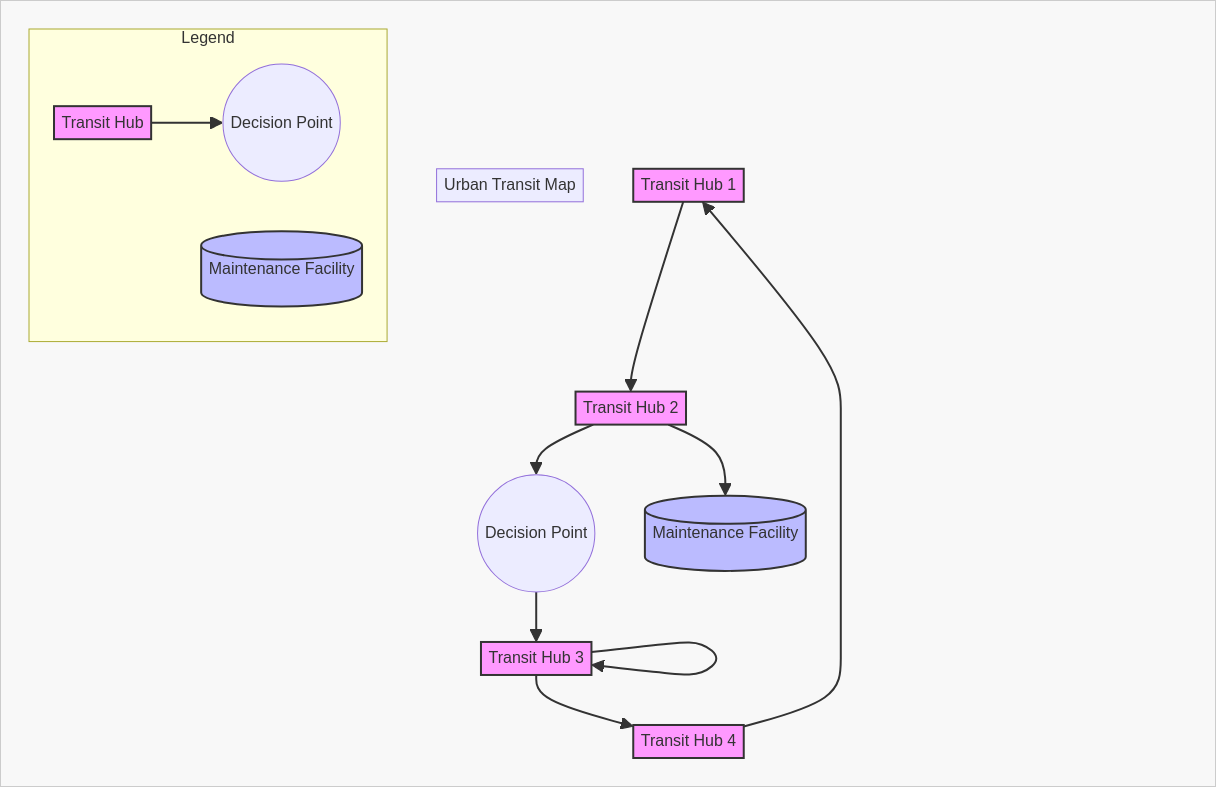 Legend
Transit Hub
Decision Point
Maintenance Facility
Urban Transit Map
Transit Hub 1
Transit Hub 2
Decision Point
Maintenance Facility
Transit Hub 3
Transit Hub 4